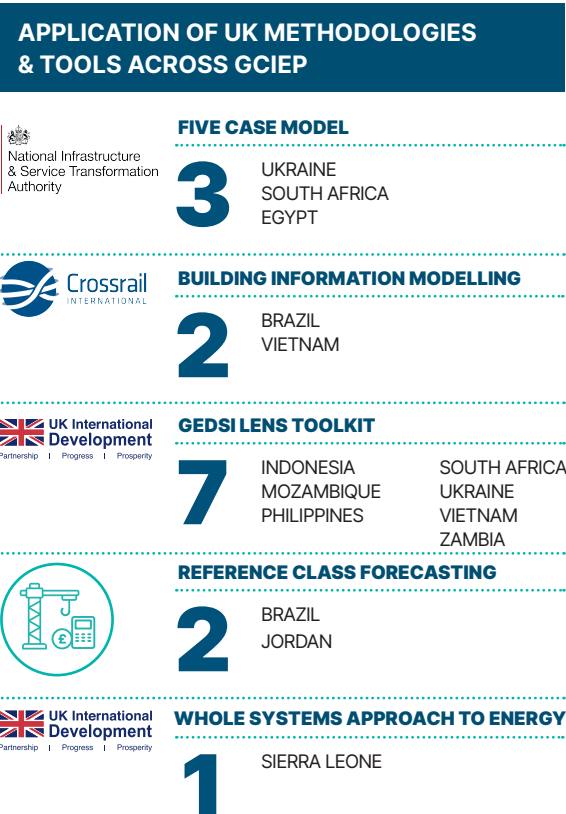 APPLICATION OF UK METHODOLOGIES
& TOOLS ACROSS GCIEP
National Infrastructure
& Service Transformation
Authority
FIVE CASE MODEL
3
UKRAINE
SOUTH AFRICA
EGYPT
Crossrail
INTERNATIONAL
BUILDING INFORMATION MODELLING
2
BRAZIL
VIETNAM
UK International
Development
Partnership | Progress | Prosperity
GEDSI LENS TOOLKIT
7
INDONESIA
MOZAMBIQUE
PHILIPPINES
SOUTH AFRICA
UKRAINE
VIETNAM
ZAMBIA
£
REFERENCE CLASS FORECASTING
2
BRAZIL
JORDAN
UK International
Development
Partnership | Progress | Prosperity
WHOLE SYSTEMS APPROACH TO ENERGY
1
SIERRA LEONE